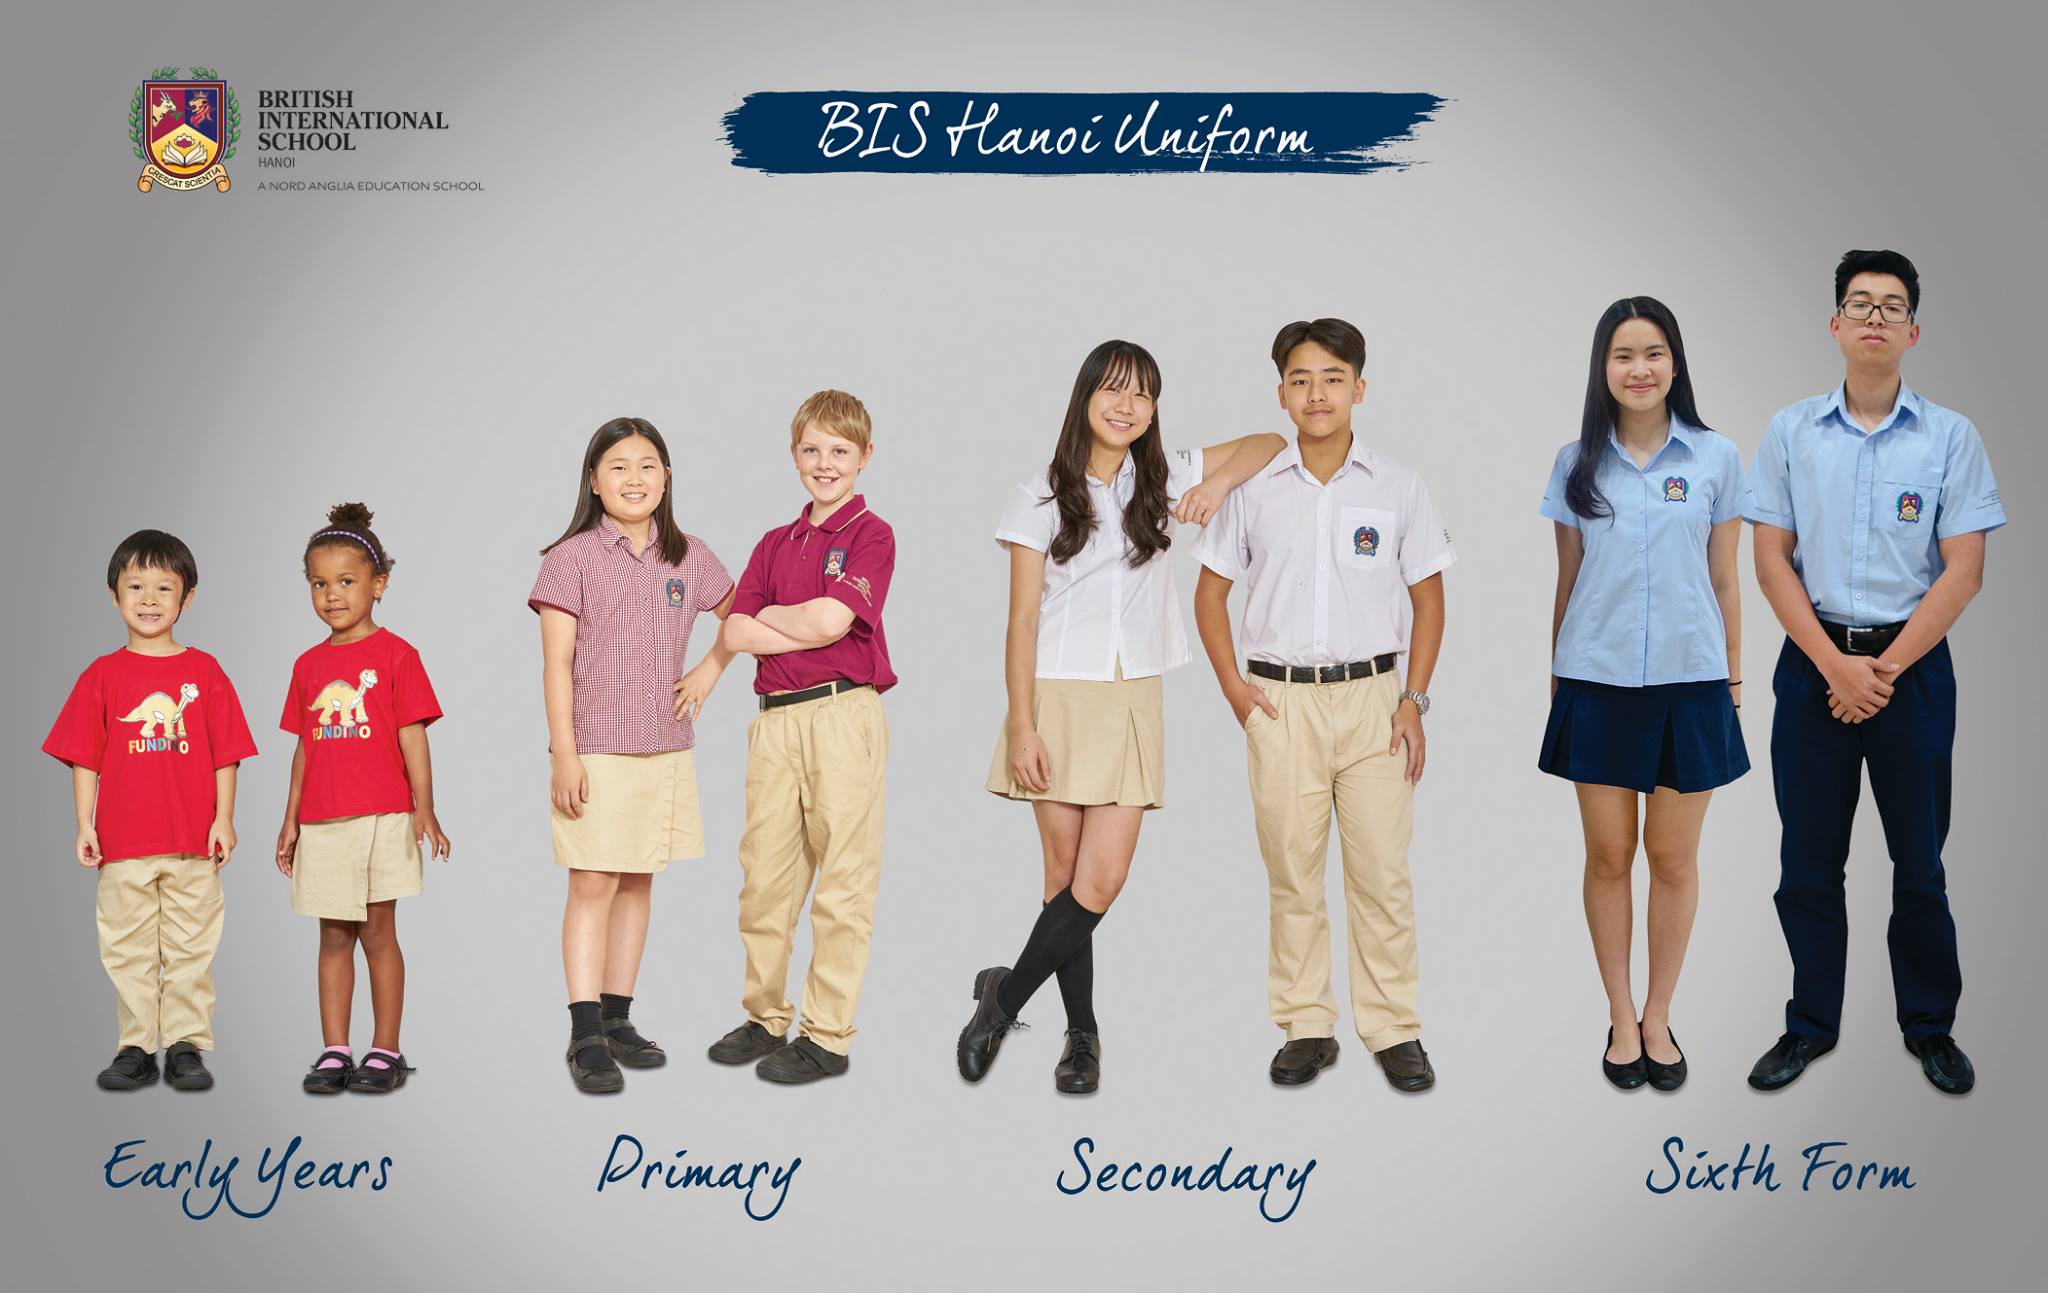 BRITISH
INTERNATIONAL
SCHOOL
HANOI
A NORD ANGLIA EDUCATION SCHOOL
CRESCAT SCIENTIA
BIS Hanoi Uniform
FUNDINO
FUNDINO
Early Years
Primary
Secondary
Sixth Form